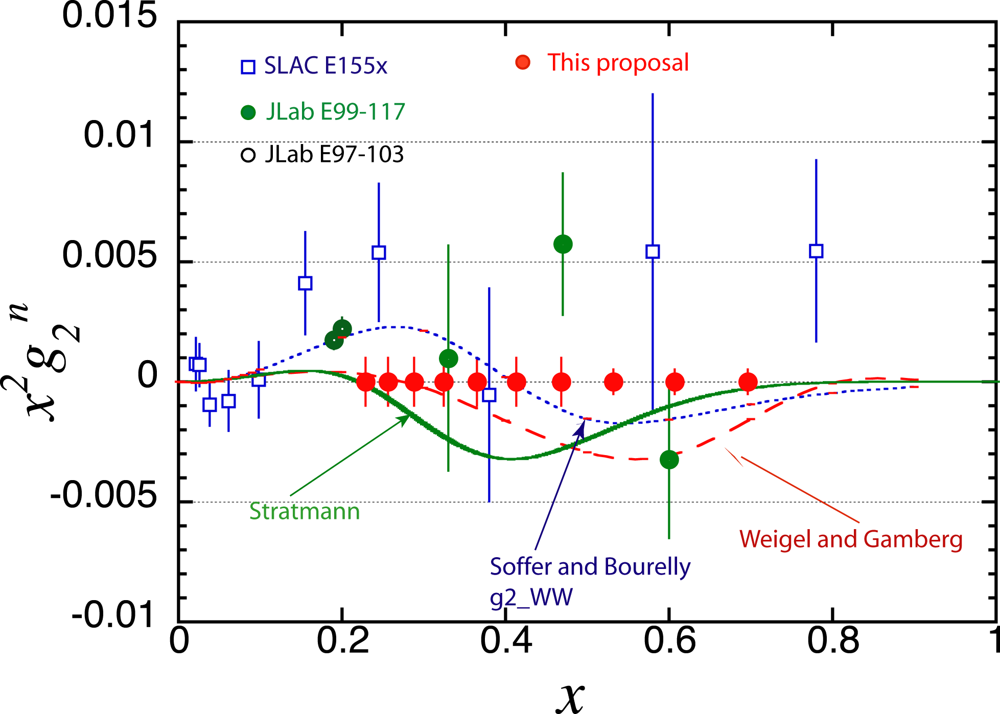 0.015
0.01
0.005
0
-0.005
-0.01
x²g₂ⁿ
SLAC E155x
JLab E99-117
JLab E97-103
This proposal
Stratmann
Soffer and Bourelly
g2_WW
Weigel and Gamberg
0 0.2 0.4 0.6 0.8 1
x